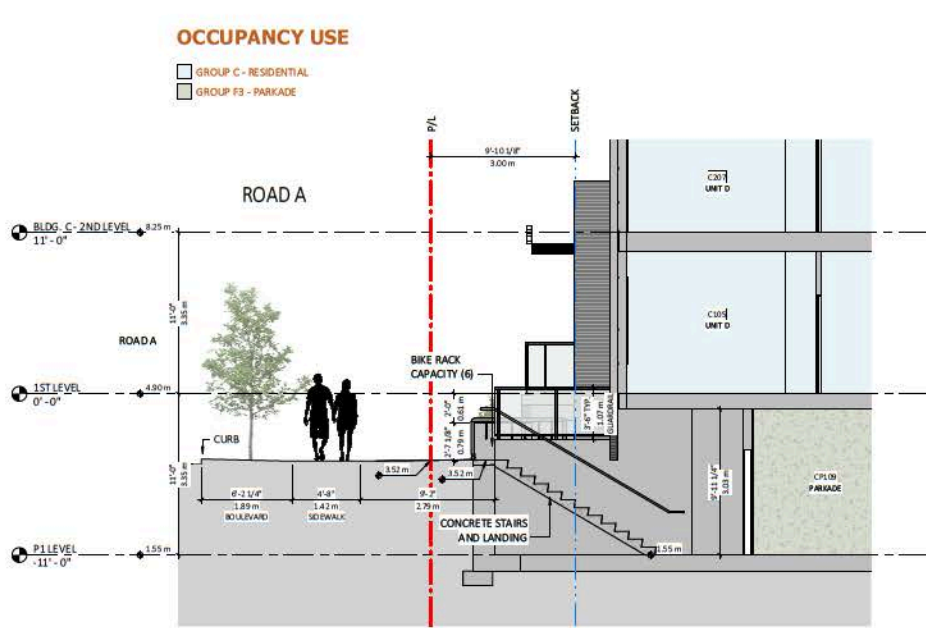 OCCUPANCY USE
GROUP C - RESIDENTIAL
GROUP F3 - PARKADE
P/L
SETBACK
9'-10 1/8"
3.00 m
ROAD A
C207
UNIT D
BLDG. C - 2ND LEVEL
11' - 0"
8.25 m
11'-0"
3.35 m
C105
UNIT D
ROAD A
BIKE RACK
CAPACITY (6)
1ST LEVEL
0' - 0"
4.90 m
2'-0"
0.61 m
3'-6" TYP.
1.07 m
GUARDRAIL
2'-7 1/8"
0.79 m
CURB
3.52 m
3.52 m
11'-0"
3.35 m
9'-11 1/4"
3.03 m
CP109
PARKADE
6'-2 1/4"
1.89 m
BOULEVARD
4'-8"
1.42 m
SIDEWALK
9'-2"
2.79 m
CONCRETE STAIRS
AND LANDING
P1 LEVEL
-11' - 0"
1.55 m
1.55 m